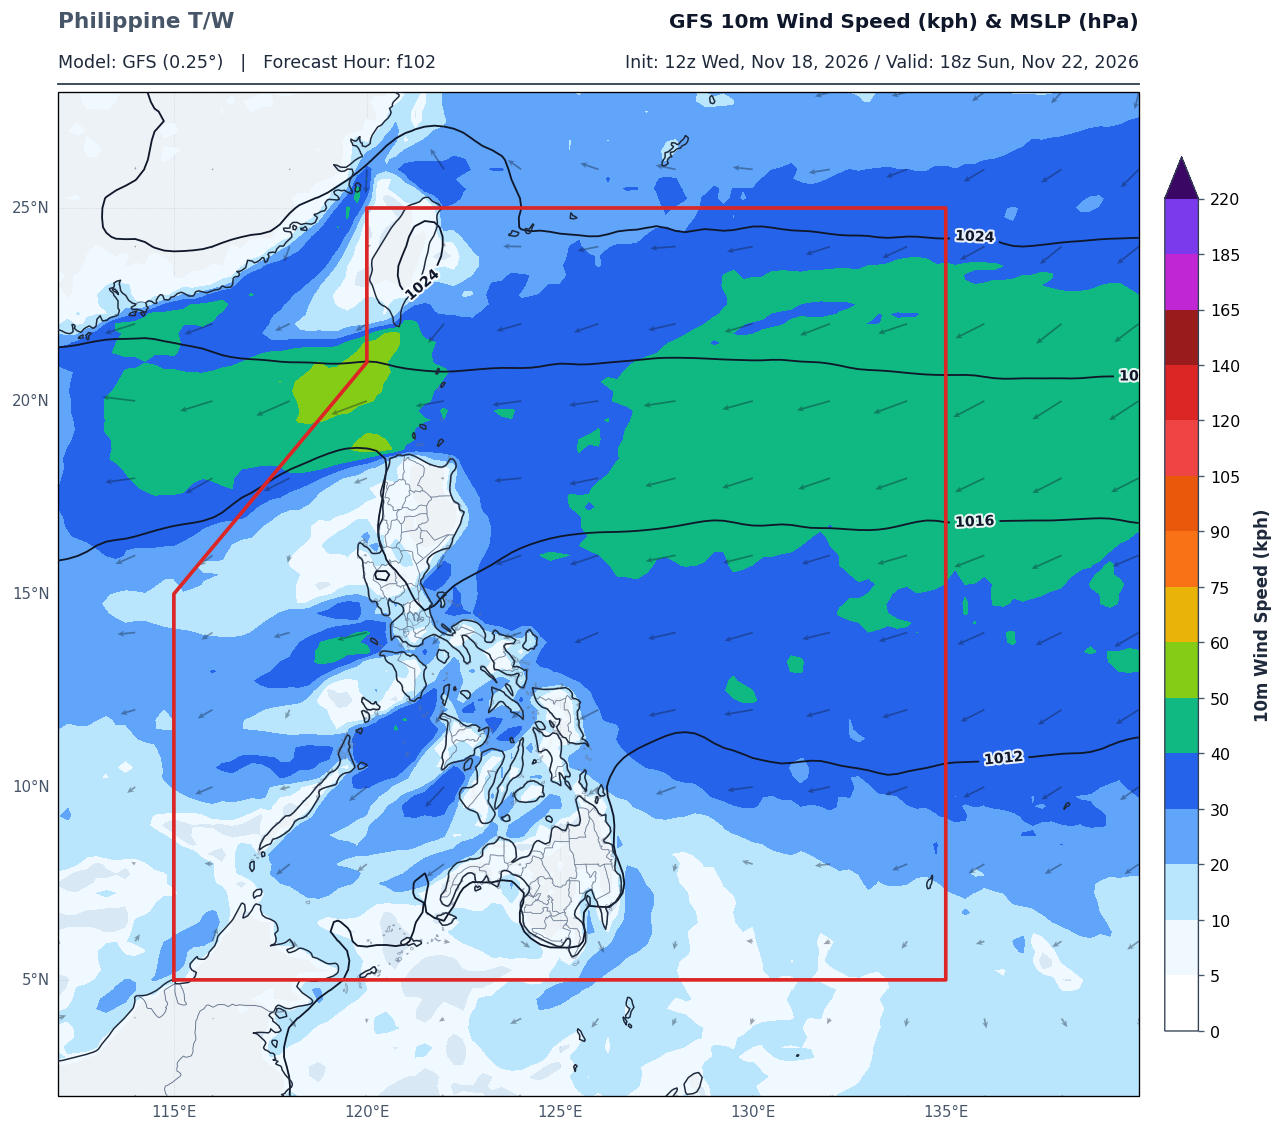 Philippine T/W
GFS 10m Wind Speed (kph) & MSLP (hPa)
Model: GFS (0.25°)   |   Forecast Hour: f102
Init: 12z Wed, Nov 18, 2026 / Valid: 18z Sun, Nov 22, 2026
25°N
20°N
15°N
10°N
5°N
115°E
120°E
125°E
130°E
135°E
1024
1024
10
1016
1012
220
185
165
140
120
105
90
75
60
50
40
30
20
10
5
0
10m Wind Speed (kph)